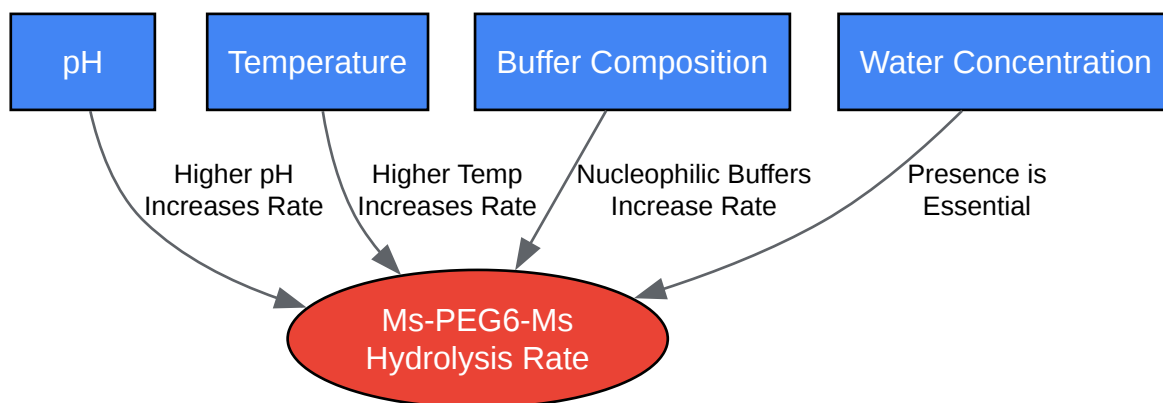 pH
Temperature
Buffer Composition
Water Concentration
Higher pH
Increases Rate
Higher Temp
Increases Rate
Nucleophilic Buffers
Increase Rate
Presence is
Essential
Ms-PEG6-Ms
Hydrolysis Rate